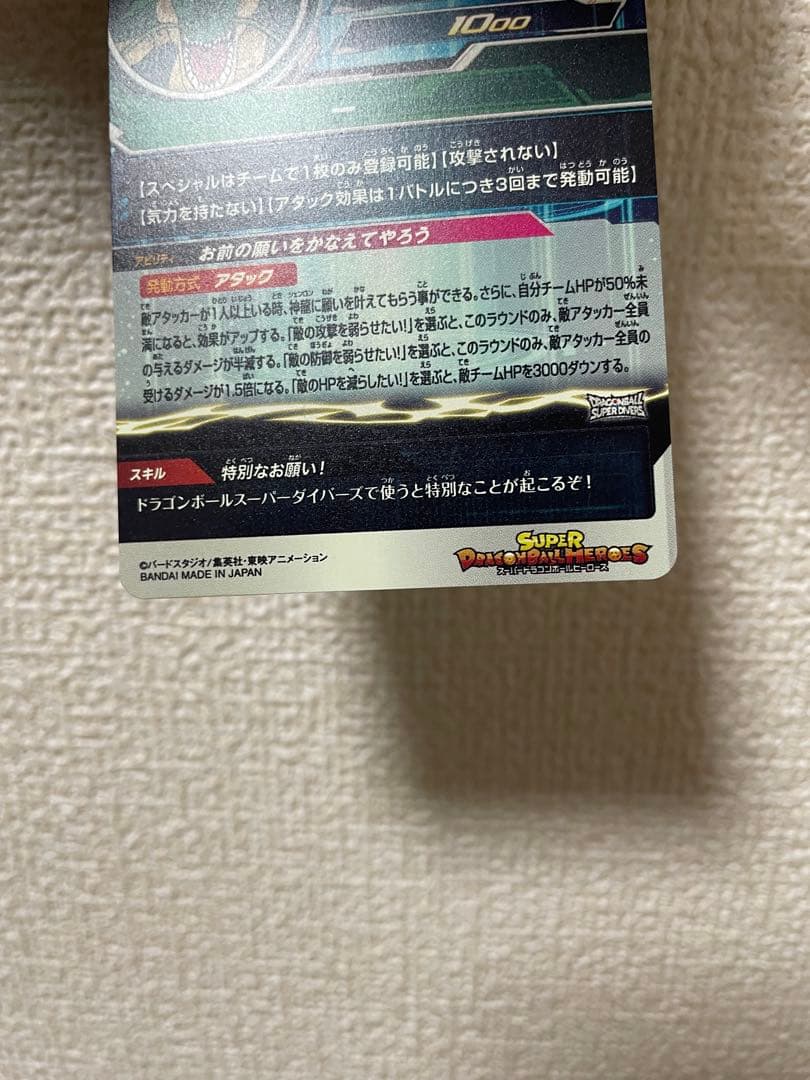 1000
【スペシャルはチームで1枚のみ登録可能】【攻撃されない】
【気力を持たない】【アタック効果は1バトルにつき3回まで発動可能】
アビリティ お前の願いをかなえてやろう
発動方式 アタック
敵アタッカーが1人以上いる時、神龍に願いを叶えてもらう事ができる。さらに、自分チームHPが50%未
満になると、効果がアップする。「敵の攻撃を弱らせたい!」を選ぶと、このラウンドのみ、敵アタッカー全員
の与えるダメージが半減する。「敵の防御を弱らせたい!」を選ぶと、このラウンドのみ、敵アタッカー全員の
受けるダメージが1.5倍になる。「敵のHPを減らしたい!」を選ぶと、敵チームHPを3000ダウンする。
DRAGONBALL
SUPER DIVERS
スキル 特別なお願い!
ドラゴンボールスーパーダイバーズで使うと特別なことが起こるぞ!
©バードスタジオ/集英社・東映アニメーション
BANDAI MADE IN JAPAN
SUPER
DRAGONBALL HEROES
スーパードラゴンボールヒーローズ